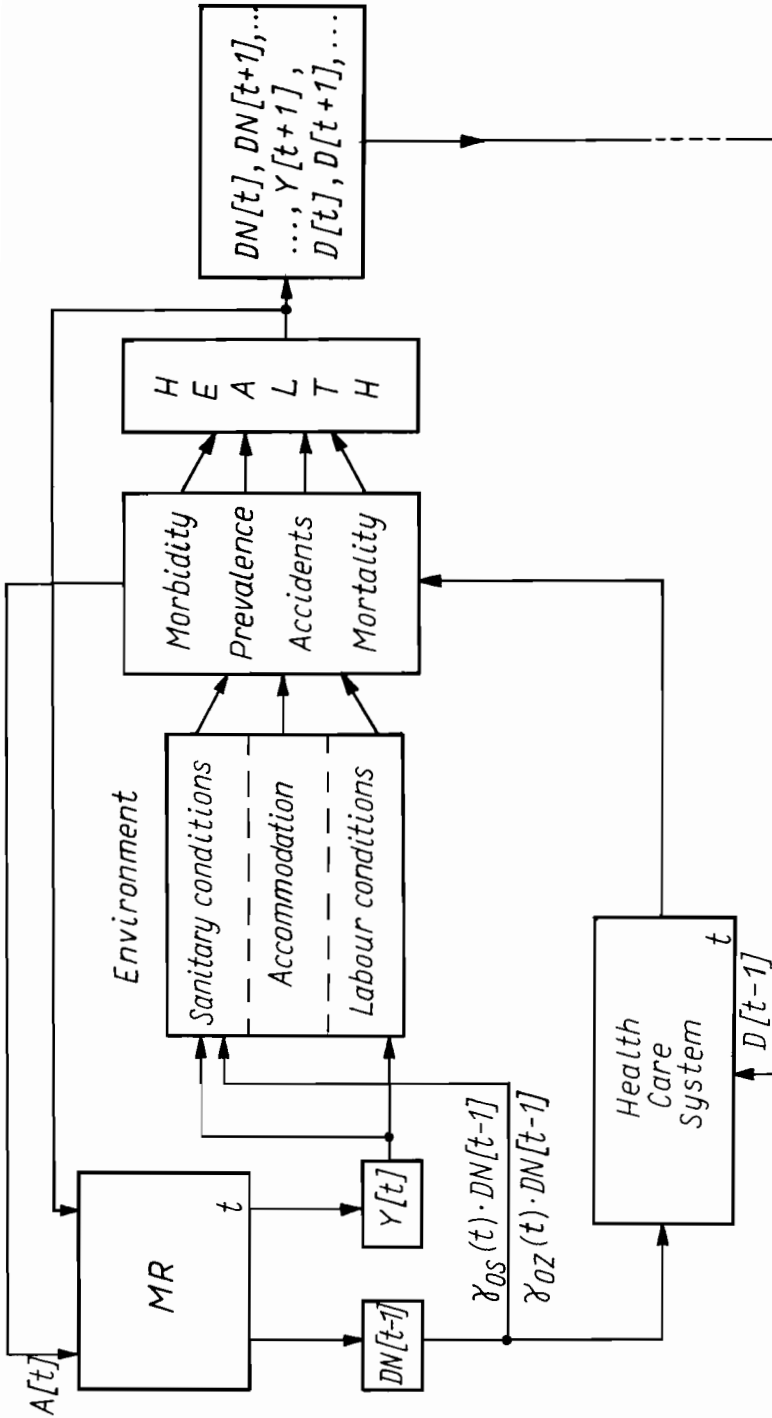 A[t]
MR
t
DN[t-1]
Y[t]
γOS(t)·DN[t-1]
γOZ(t)·DN[t-1]
Environment
Sanitary conditions
Accommodation
Labour conditions
Health
Care
System
t
D[t-1]
Morbidity
Prevalence
Accidents
Mortality
H
E
A
L
T
H
DN[t], DN[t+1],...
..., Y[t+1],
D[t], D[t+1],...